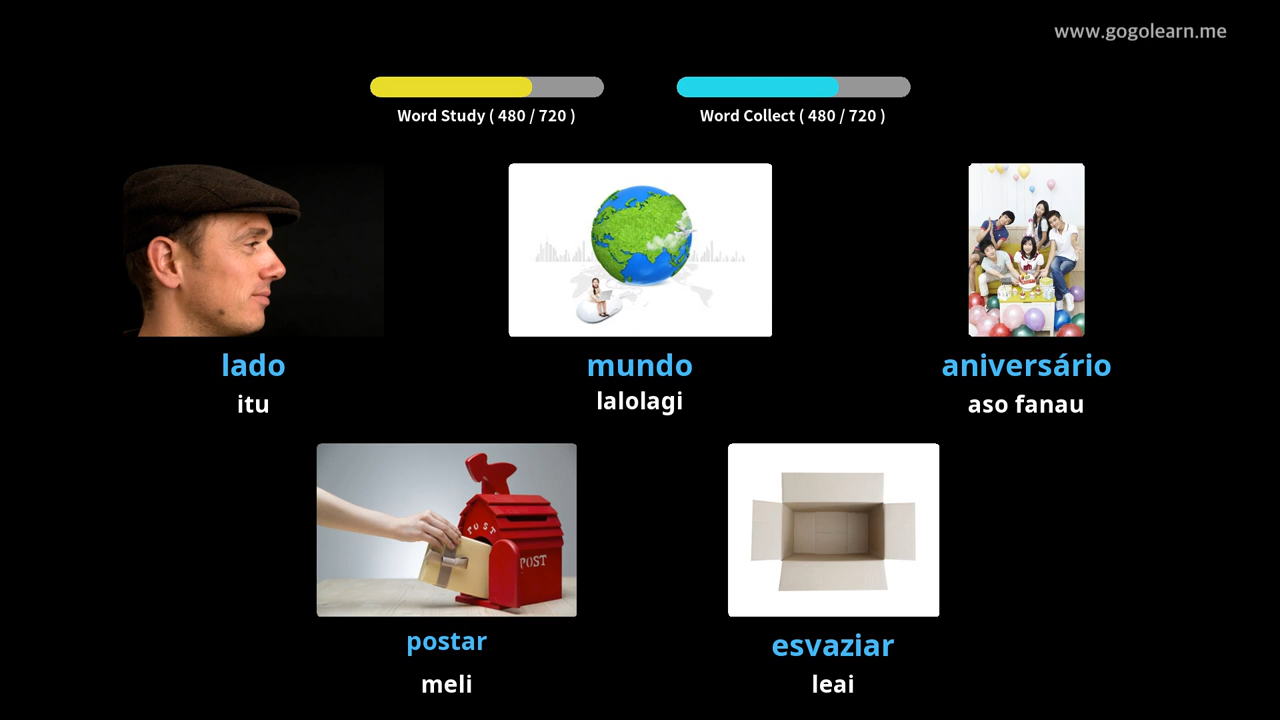 www.gogolearn.me
Word Study ( 480 / 720 )
Word Collect ( 480 / 720 )
lado
itu
mundo
lalolagi
aniversário
aso fanau
POST
POST
postar
meli
esvaziar
leai